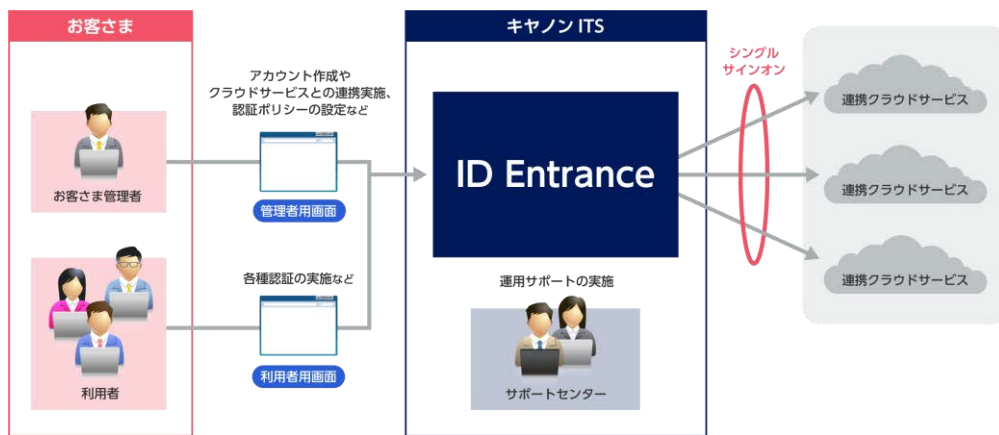 お客さま
キヤノン ITS
シングル
サインオン
アカウント作成や
クラウドサービスとの連携実施、
認証ポリシーの設定など
お客さま管理者
管理者用画面
ID Entrance
連携クラウドサービス
連携クラウドサービス
連携クラウドサービス
各種認証の実施など
利用者
利用者用画面
運用サポートの実施
サポートセンター